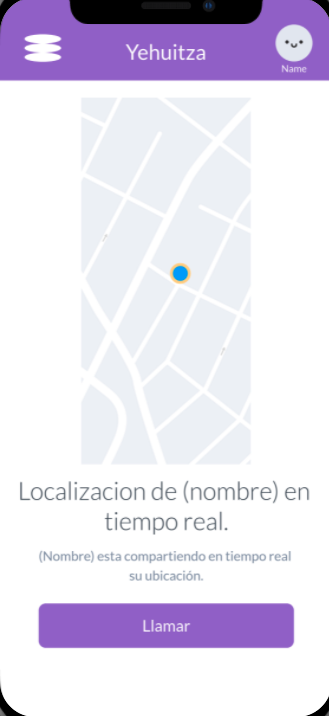 Yehuitza
Name
Localizacion de (nombre) en
tiempo real.
(Nombre) esta compartiendo en tiempo real
su ubicación.
Llamar